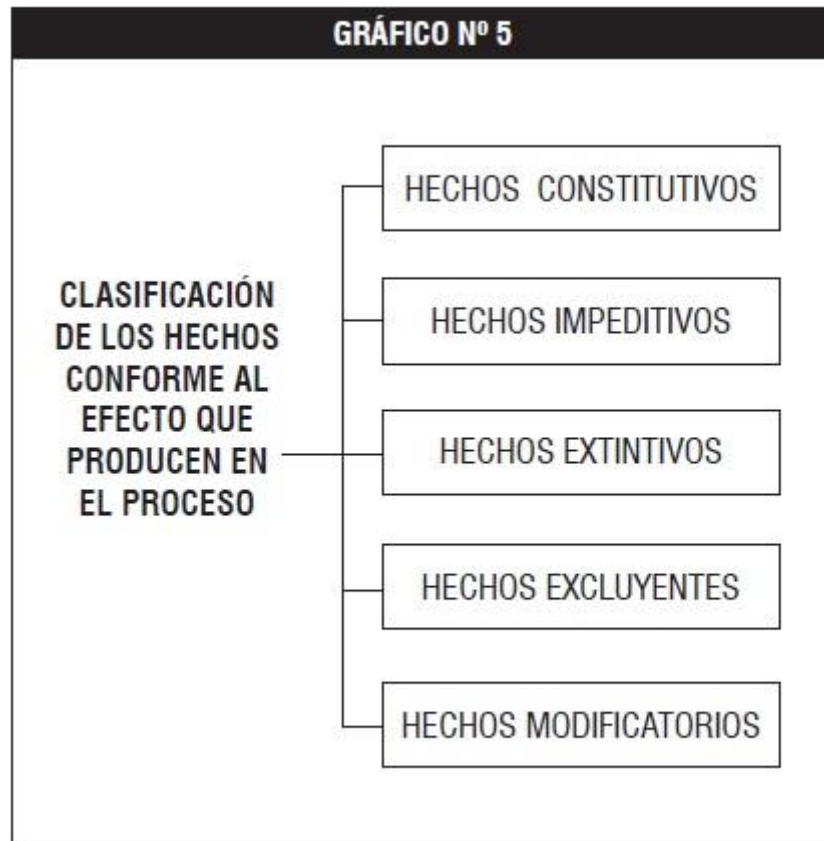 GRÁFICO Nº 5
CLASIFICACIÓN
DE LOS HECHOS
CONFORME AL
EFECTO QUE
PRODUCEN EN
EL PROCESO
HECHOS CONSTITUTIVOS
HECHOS IMPEDITIVOS
HECHOS EXTINTIVOS
HECHOS EXCLUYENTES
HECHOS MODIFICATORIOS